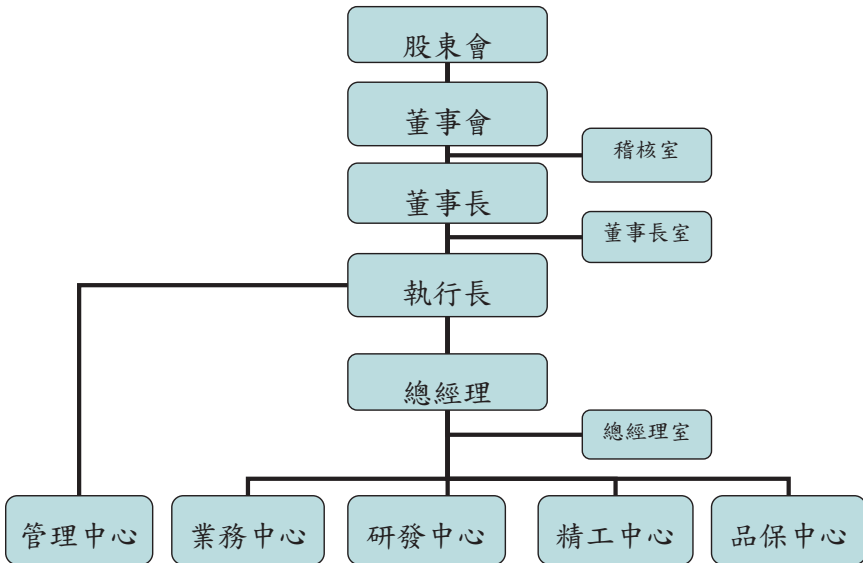 股東會
董事會
稽核室
董事長
董事長室
執行長
總經理
總經理室
管理中心
業務中心
研發中心
精工中心
品保中心